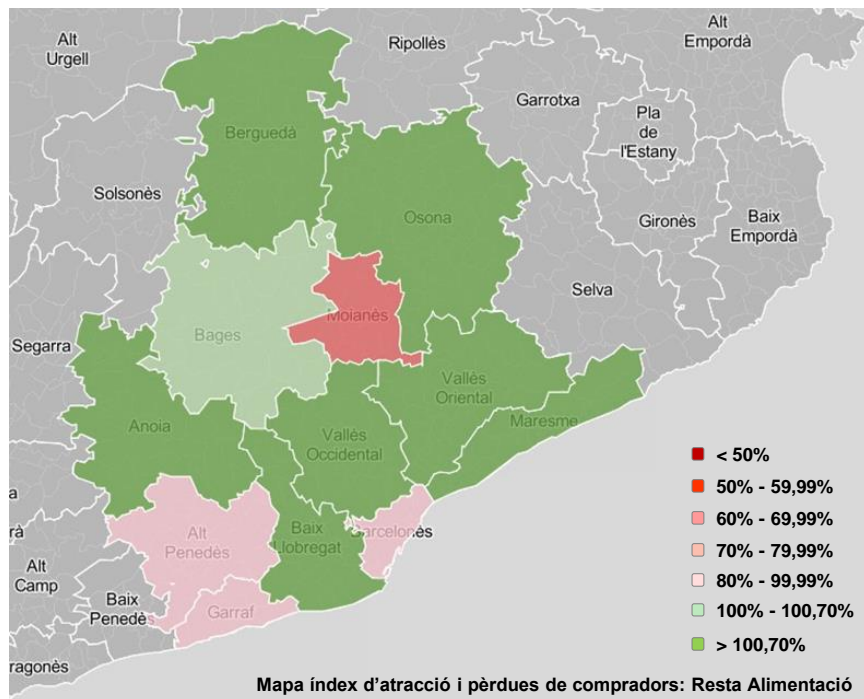 Alt
Urgell
Ripollès
Alt
Empordà
Garrotxa
Pla
de
l'Estany
Berguedà
Solsonès
Osona
Gironès
Baix
Empordà
Selva
Moianès
Bages
Segarra
Vallès
Oriental
Maresme
Anoia
Vallès
Occidental
a
rà
Alt
Penedès
Baix
Llobregat
Barcelonès
Alt
Camp
Baix
Penedès
Garraf
rragonès
< 50%
50% - 59,99%
60% - 69,99%
70% - 79,99%
80% - 99,99%
100% - 100,70%
> 100,70%
Mapa índex d'atracció i pèrdues de compradors: Resta Alimentació